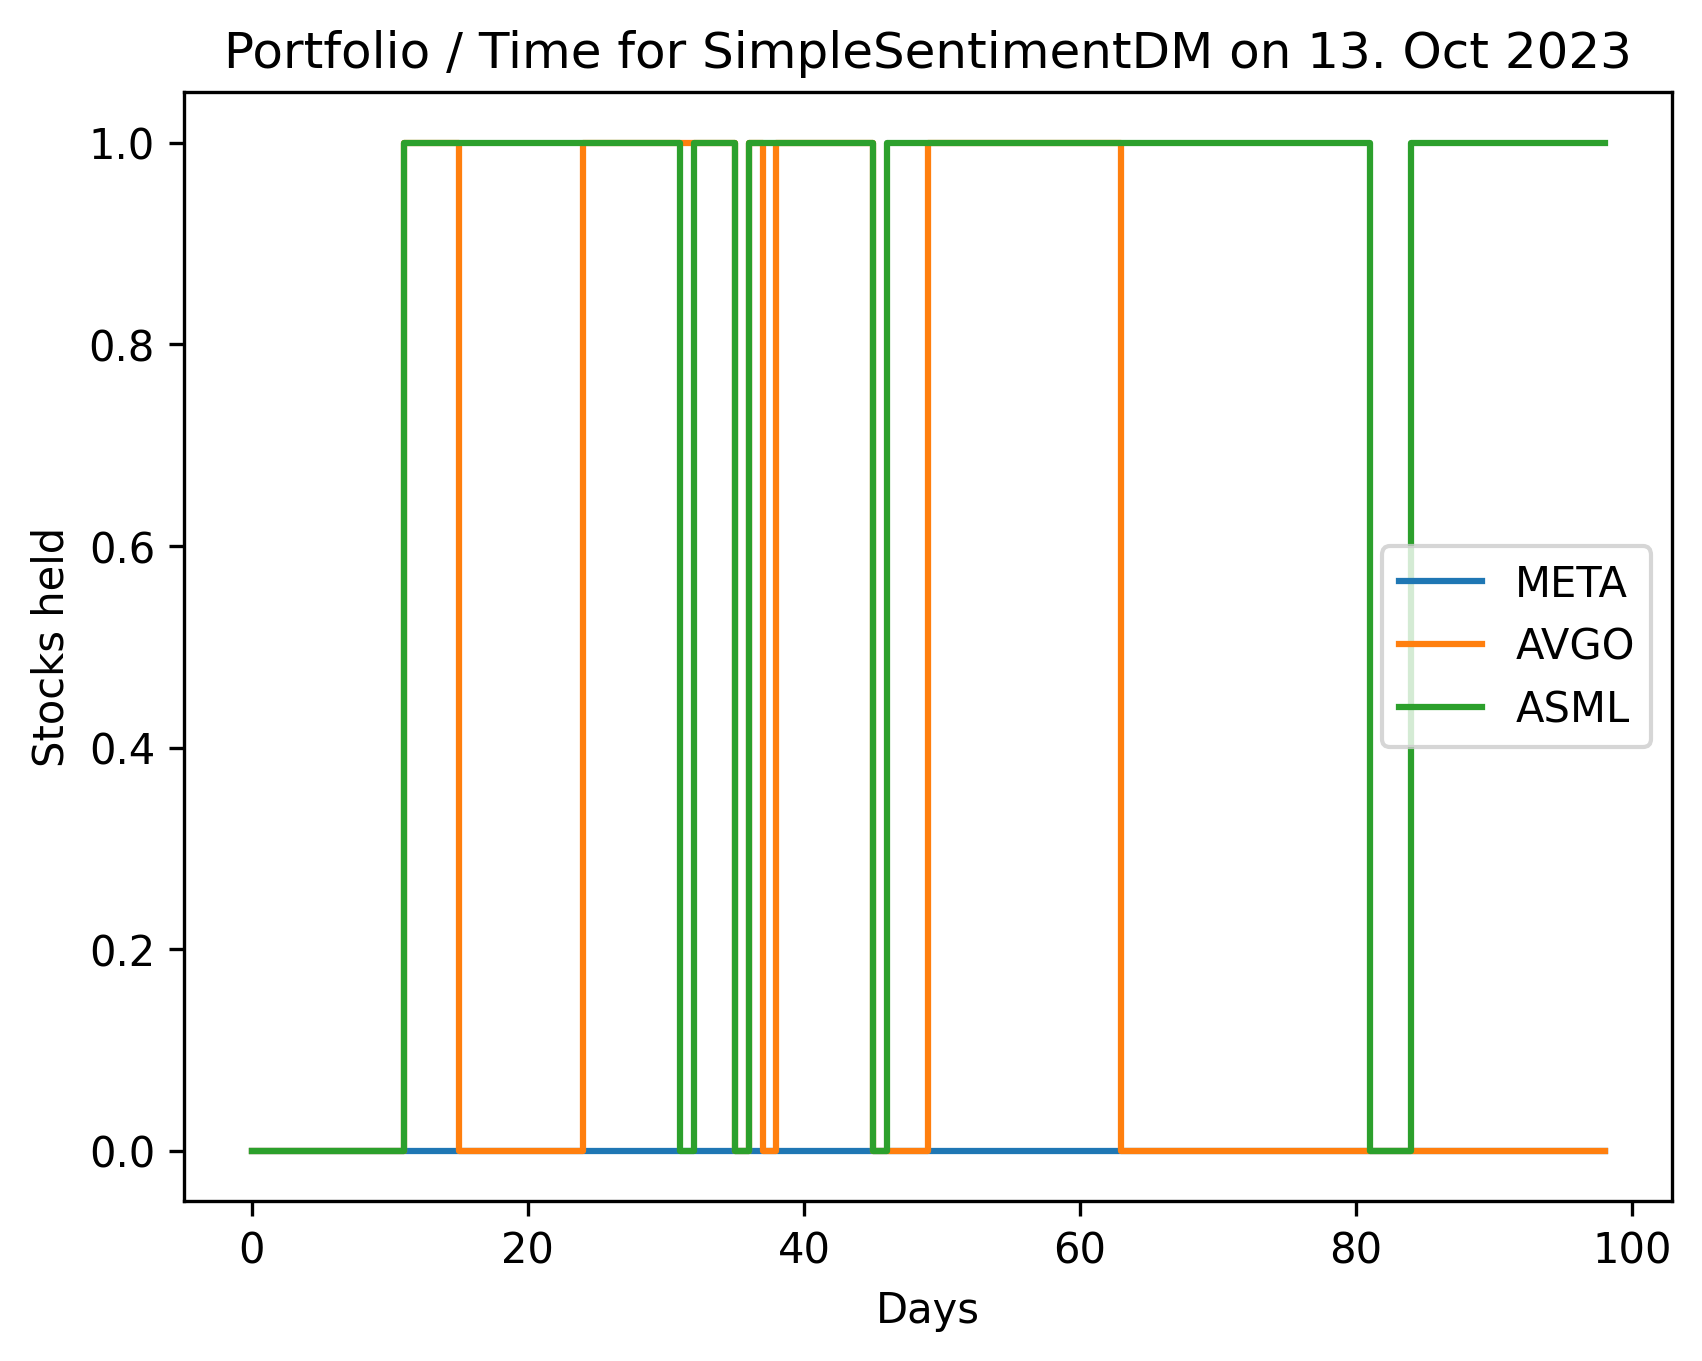 Portfolio / Time for SimpleSentimentDM on 13. Oct 2023
1.0
0.8
0.6
0.4
0.2
0.0
Stocks held
META
AVGO
ASML
0 20 40 60 80 100
Days